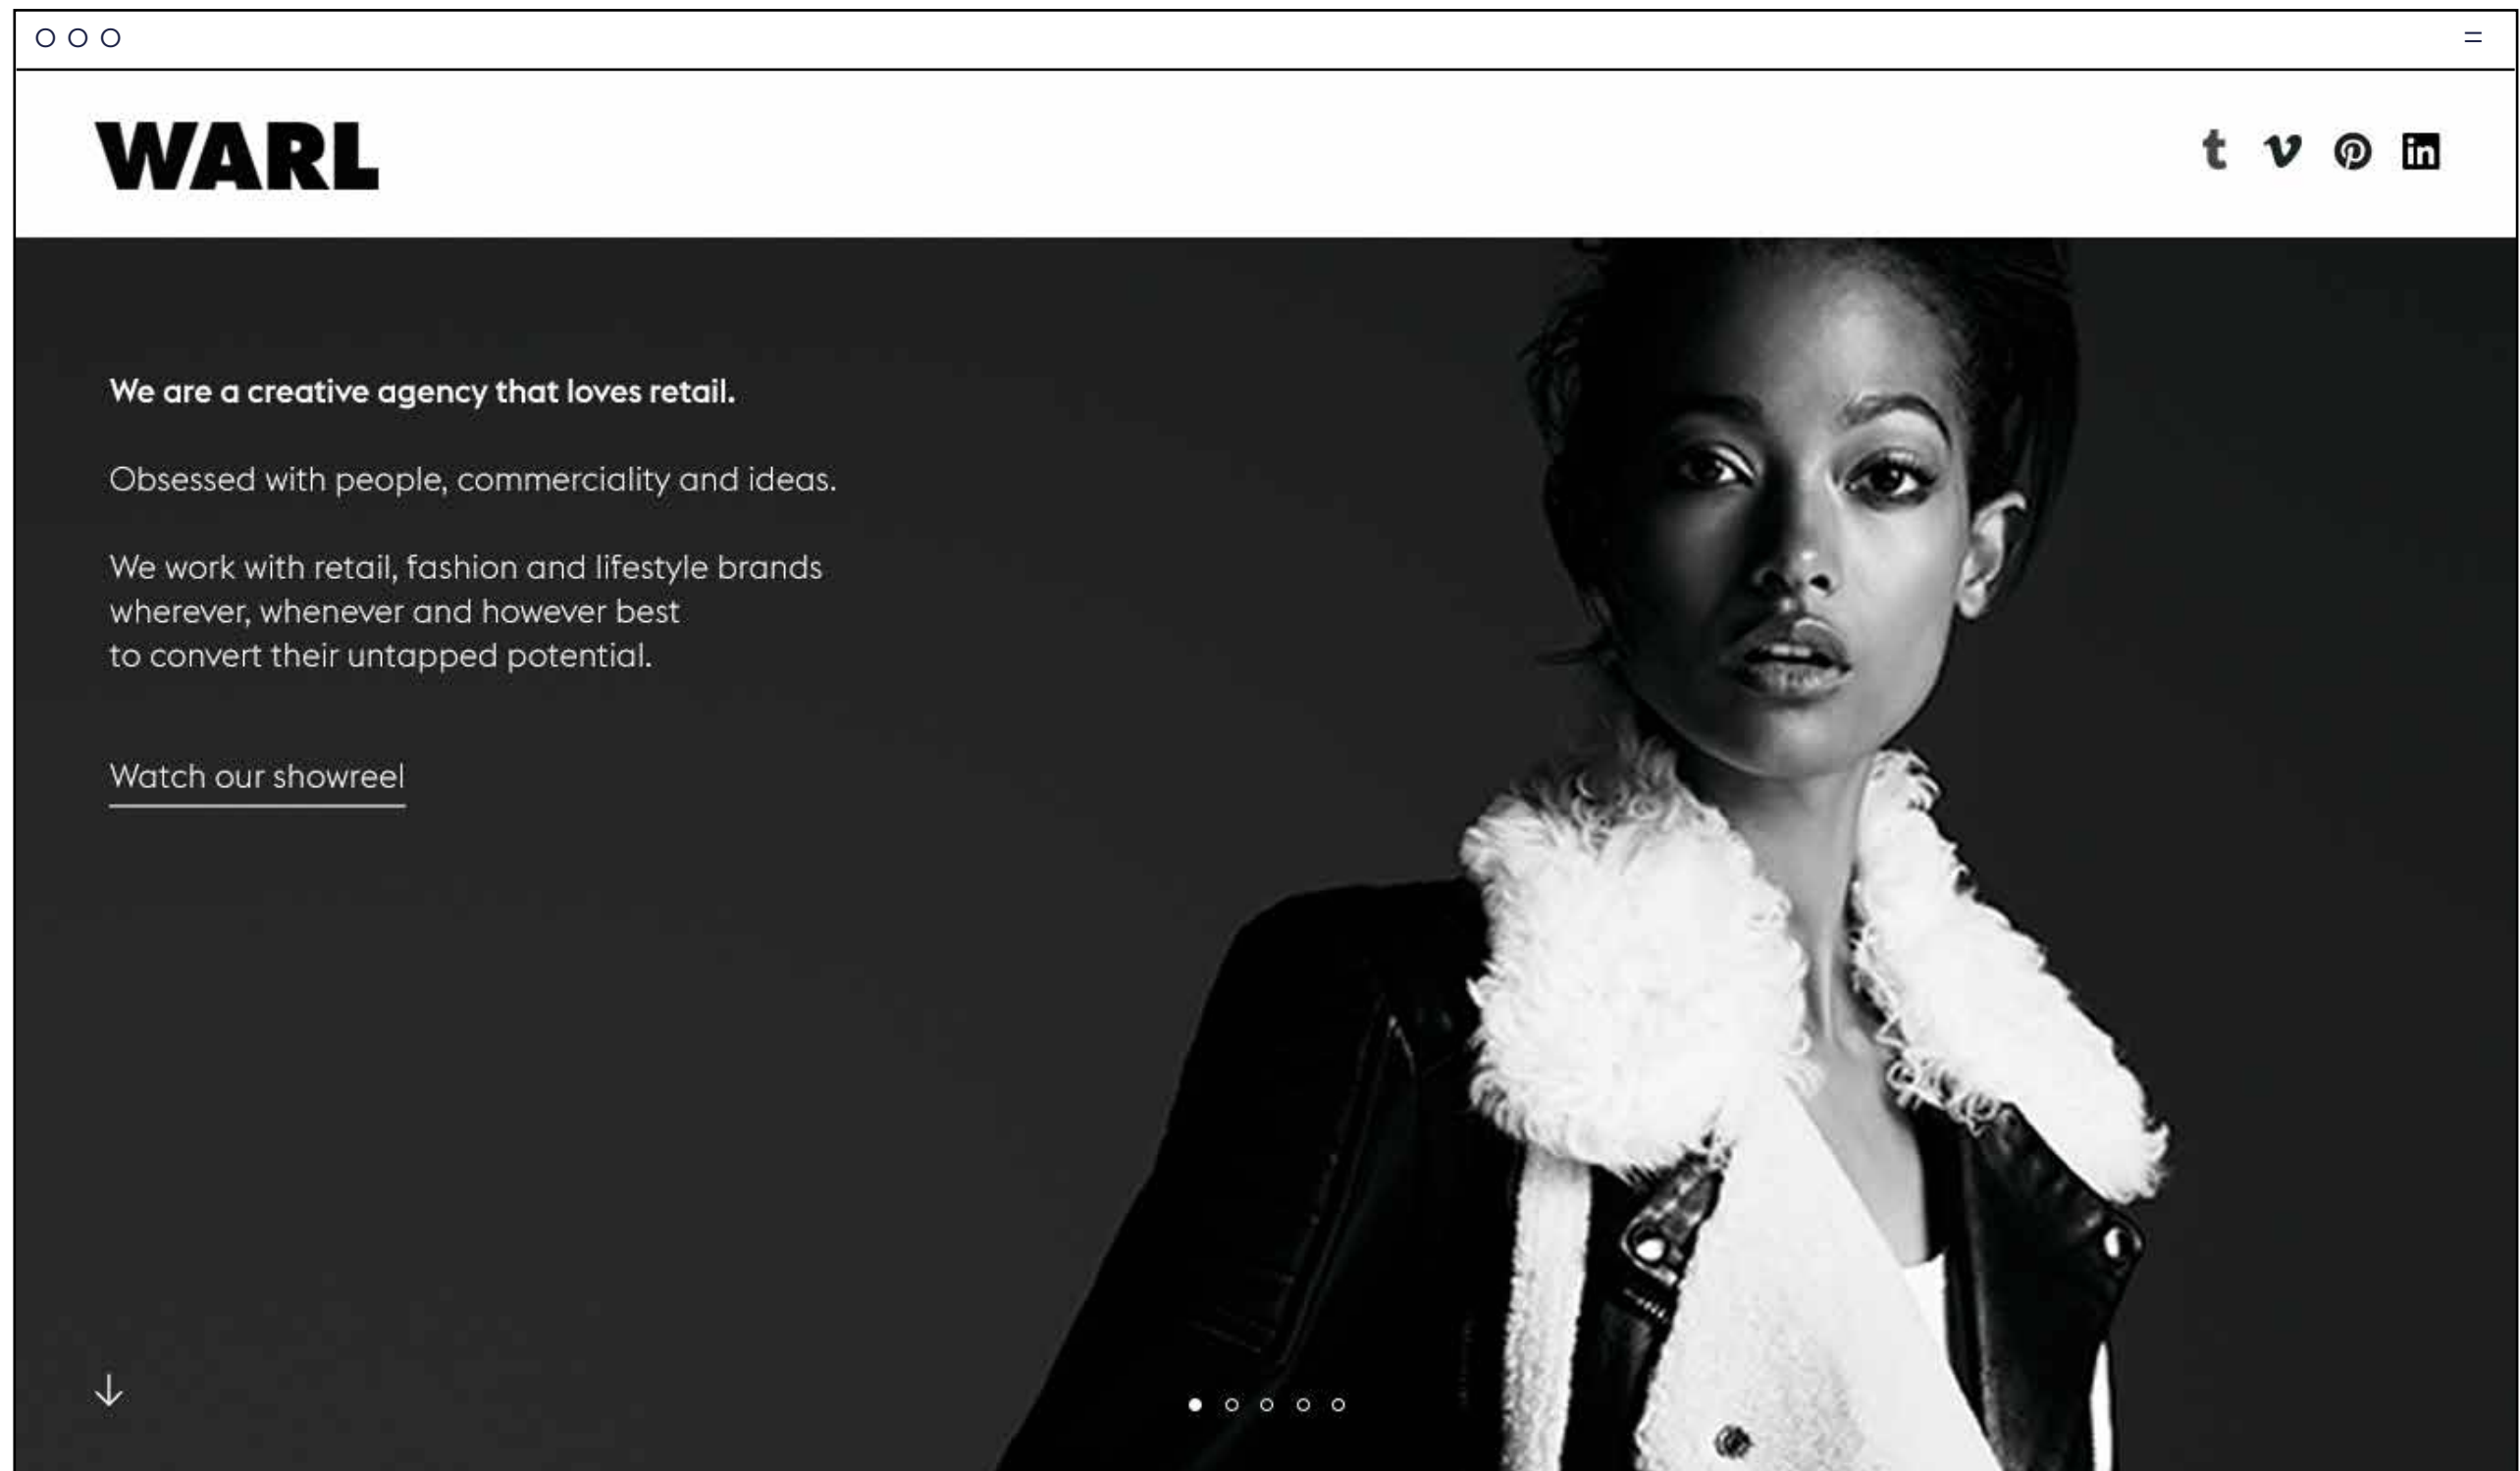 WARL
We are a creative agency that loves retail.
Obsessed with people, commerciality and ideas.
We work with retail, fashion and lifestyle brands
wherever, whenever and however best
to convert their untapped potential.
Watch our showreel